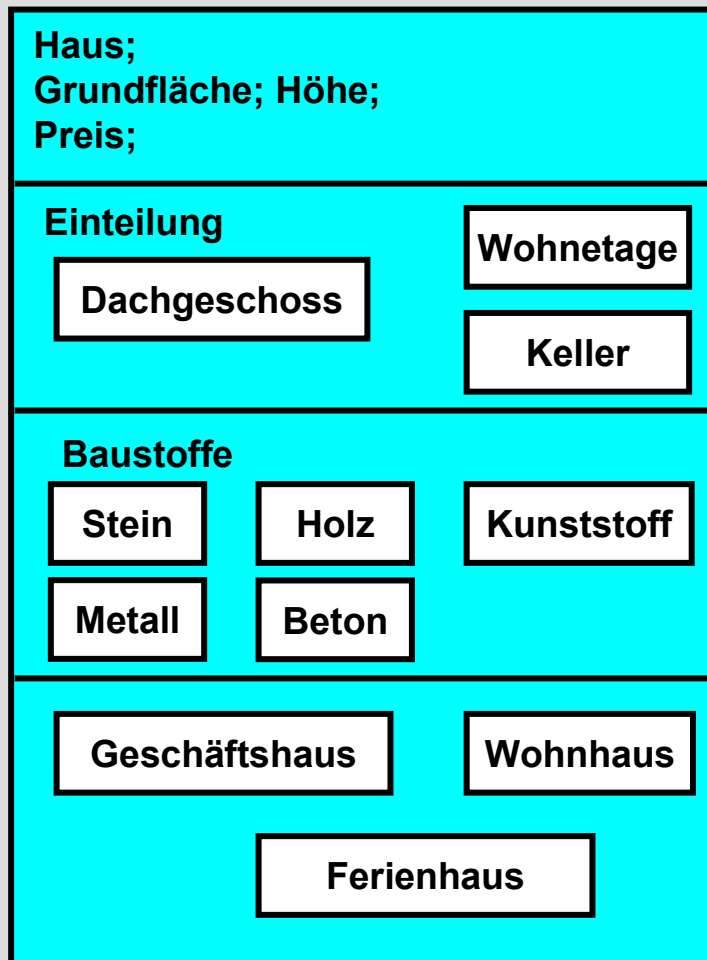 Haus;
Grundfläche; Höhe;
Preis;
Einteilung
Wohnetage
Dachgeschoss
Keller
Baustoffe
Stein
Holz
Kunststoff
Metall
Beton
Geschäftshaus
Wohnhaus
Ferienhaus